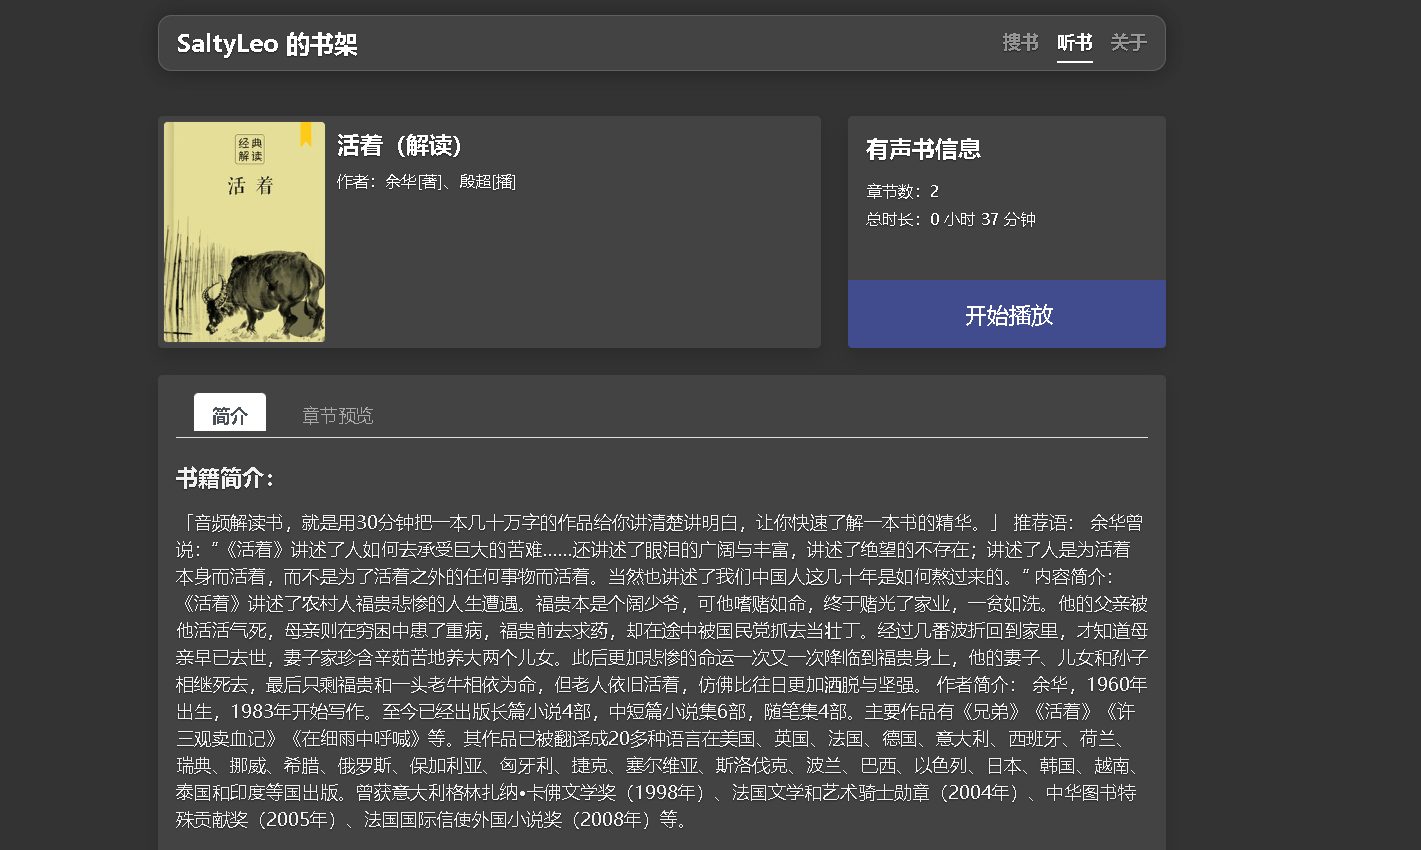 SaltyLeo 的书架
搜书 听书 关于
经典
解读
活着
活着（解读）
作者：余华[著]、殷超[播]
有声书信息
章节数：2
总时长：0 小时 37 分钟
开始播放
简介 章节预览
书籍简介：
「音频解读书，就是用30分钟把一本几十万字的作品给你讲清楚讲明白，让你快速了解一本书的精华。」 推荐语： 余华曾
说：“《活着》讲述了人如何去承受巨大的苦难……还讲述了眼泪的广阔与丰富，讲述了绝望的不存在；讲述了人是为活着
本身而活着，而不是为了活着之外的任何事物而活着。当然也讲述了我们中国人这几十年是如何熬过来的。” 内容简介：
《活着》讲述了农村人福贵悲惨的人生遭遇。福贵本是个阔少爷，可他嗜赌如命，终于赌光了家业，一贫如洗。他的父亲被
他活活气死，母亲则在穷困中患了重病，福贵前去求药，却在途中被国民党抓去当壮丁。经过几番波折回到家里，才知道母
亲早已去世，妻子家珍含辛茹苦地养大两个儿女。此后更加悲惨的命运一次又一次降临到福贵身上，他的妻子、儿女和孙子
相继死去，最后只剩福贵和一头老牛相依为命，但老人依旧活着，仿佛比往日更加洒脱与坚强。 作者简介： 余华，1960年
出生，1983年开始写作。至今已经出版长篇小说4部，中短篇小说集6部，随笔集4部。主要作品有《兄弟》《活着》《许
三观卖血记》《在细雨中呼喊》等。其作品已被翻译成20多种语言在美国、英国、法国、德国、意大利、西班牙、荷兰、
瑞典、挪威、希腊、俄罗斯、保加利亚、匈牙利、捷克、塞尔维亚、斯洛伐克、波兰、巴西、以色列、日本、韩国、越南、
泰国和印度等国出版。曾获意大利格林扎纳•卡佛文学奖（1998年）、法国文学和艺术骑士勋章（2004年）、中华图书特
殊贡献奖（2005年）、法国国际信使外国小说奖（2008年）等。